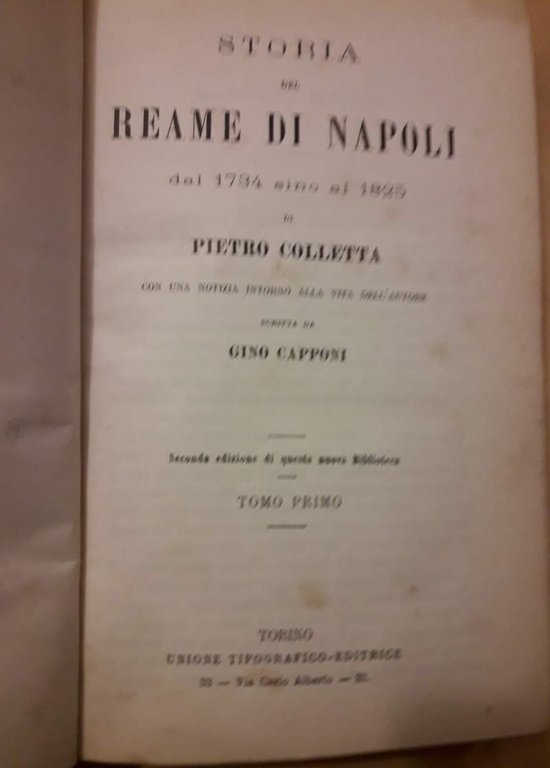 STORIA
DEL
REAME DI NAPOLI
dal 1734 sino al 1825
DI
PIETRO COLLETTA
CON UNA NOTIZIA INTORNO ALLA VITA DELL'AUTORE
SCRITTA DA
GINO CAPPONI
Seconda edizione di questa nuova Biblioteca
TOMO PRIMO
TORINO
UNIONE TIPOGRAFICO-EDITRICE
— Via Carlo Alberto —